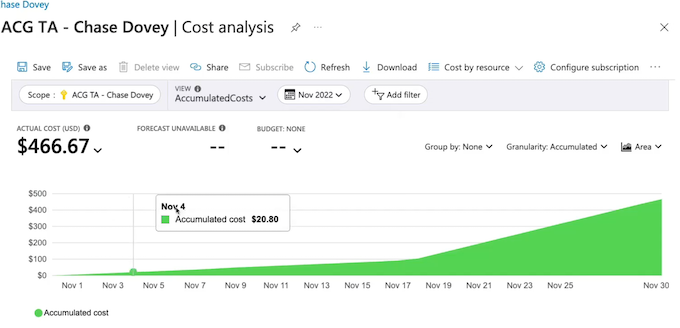 hase Dovey
ACG TA - Chase Dovey | Cost analysis
Save Save as Delete view Share Subscribe Refresh Download Cost by resource Configure subscription
Scope : ACG TA - Chase Dovey VIEW AccumulatedCosts Nov 2022 Add filter
ACTUAL COST (USD) FORECAST UNAVAILABLE BUDGET: NONE
$466.67 -- -- Group by: None Granularity: Accumulated Area
$500
$400
$300
$200
$100
$0
Nov 4
Accumulated cost $20.80
Nov 1 Nov 3 Nov 5 Nov 7 Nov 9 Nov 11 Nov 13 Nov 15 Nov 17 Nov 19 Nov 21 Nov 23 Nov 25 Nov 30
Accumulated cost